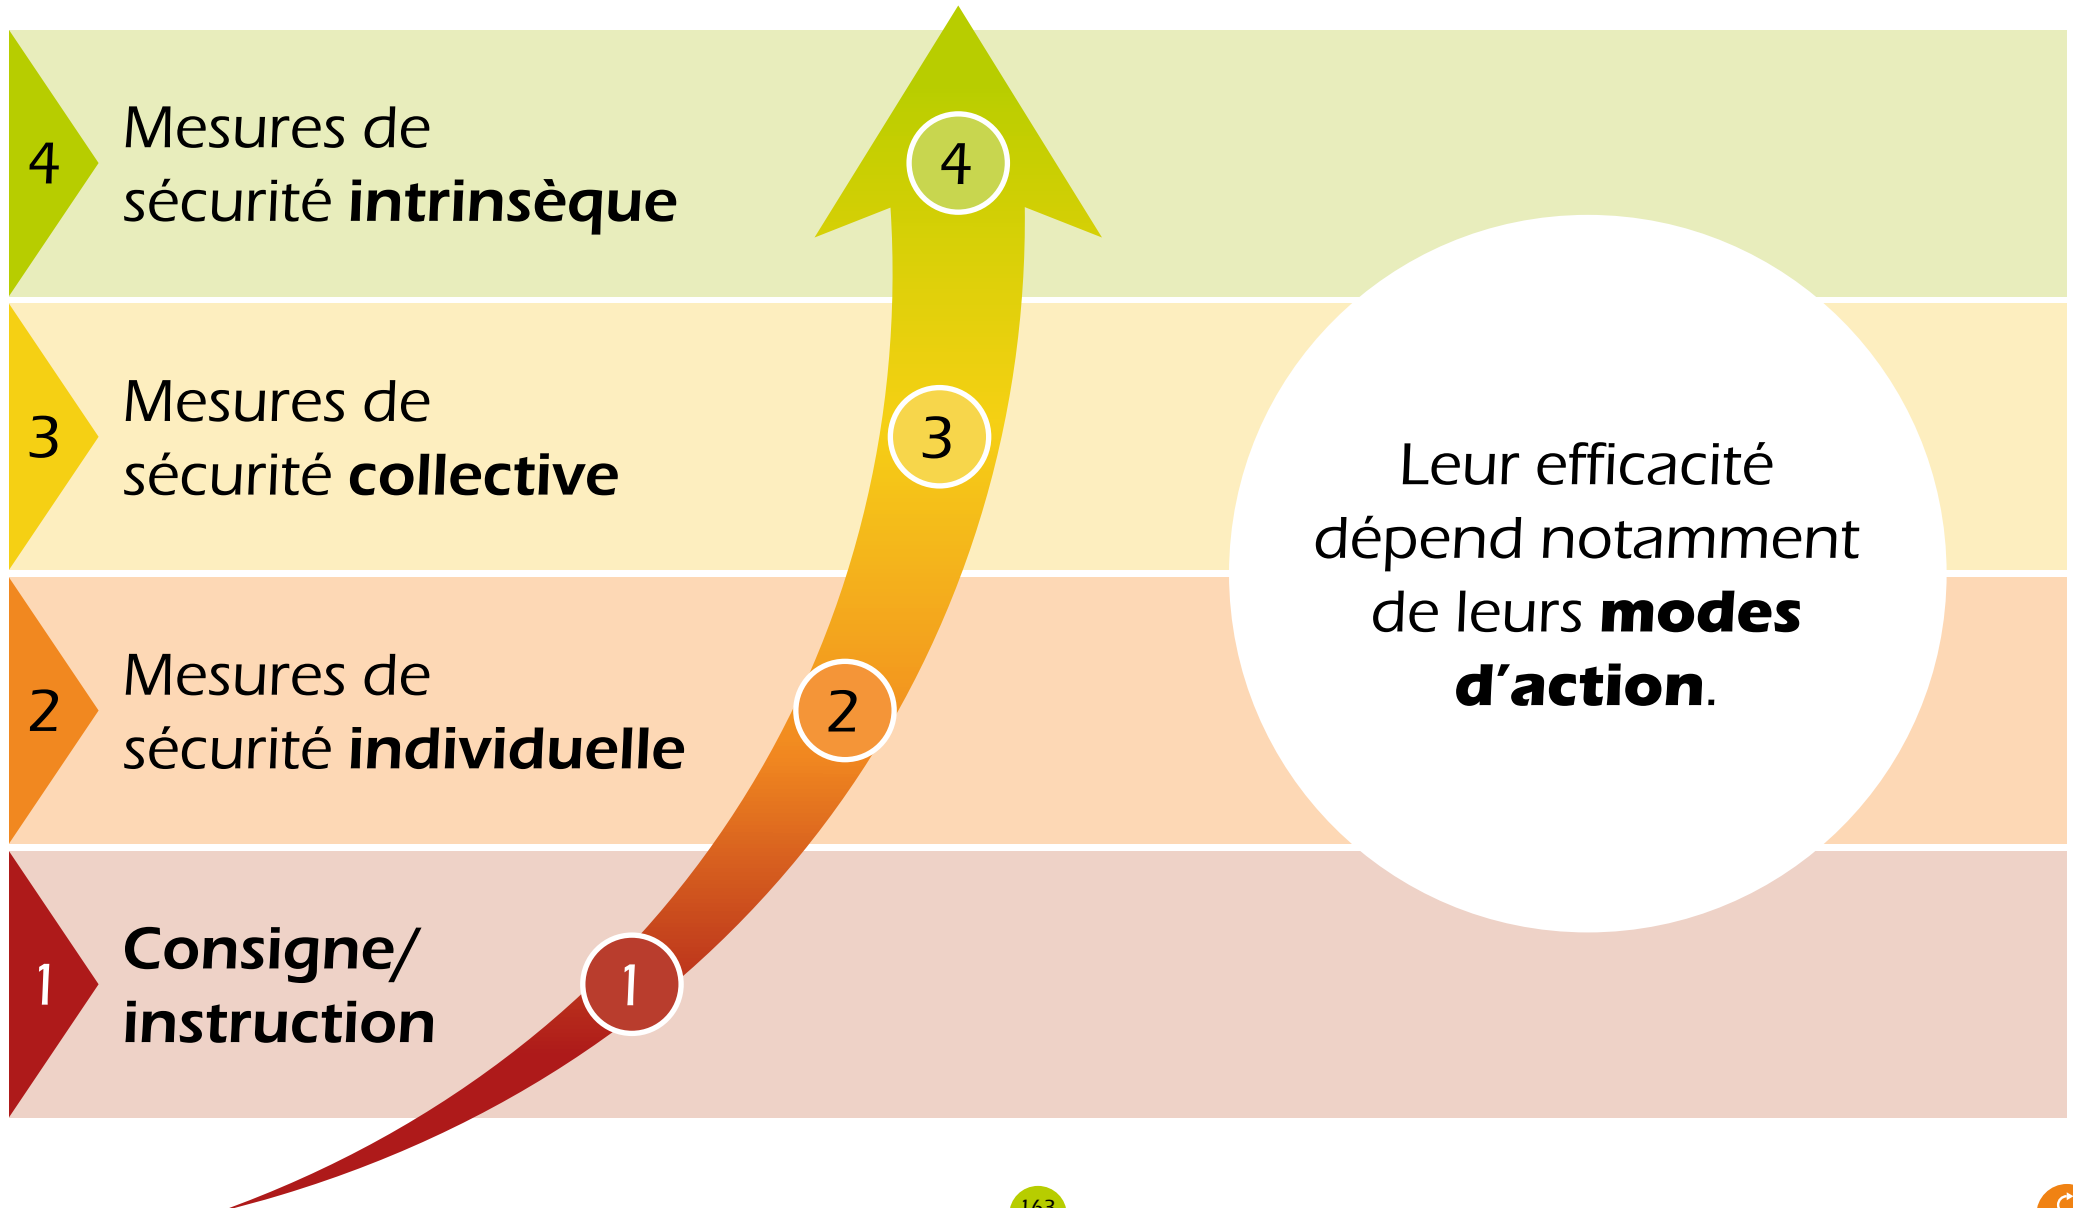 4
Mesures de
sécurité intrinsèque
4
3
Mesures de
sécurité collective
3
Leur efficacité
dépend notamment
de leurs modes
d’action.
2
Mesures de
sécurité individuelle
2
1
Consigne/
instruction
1
163